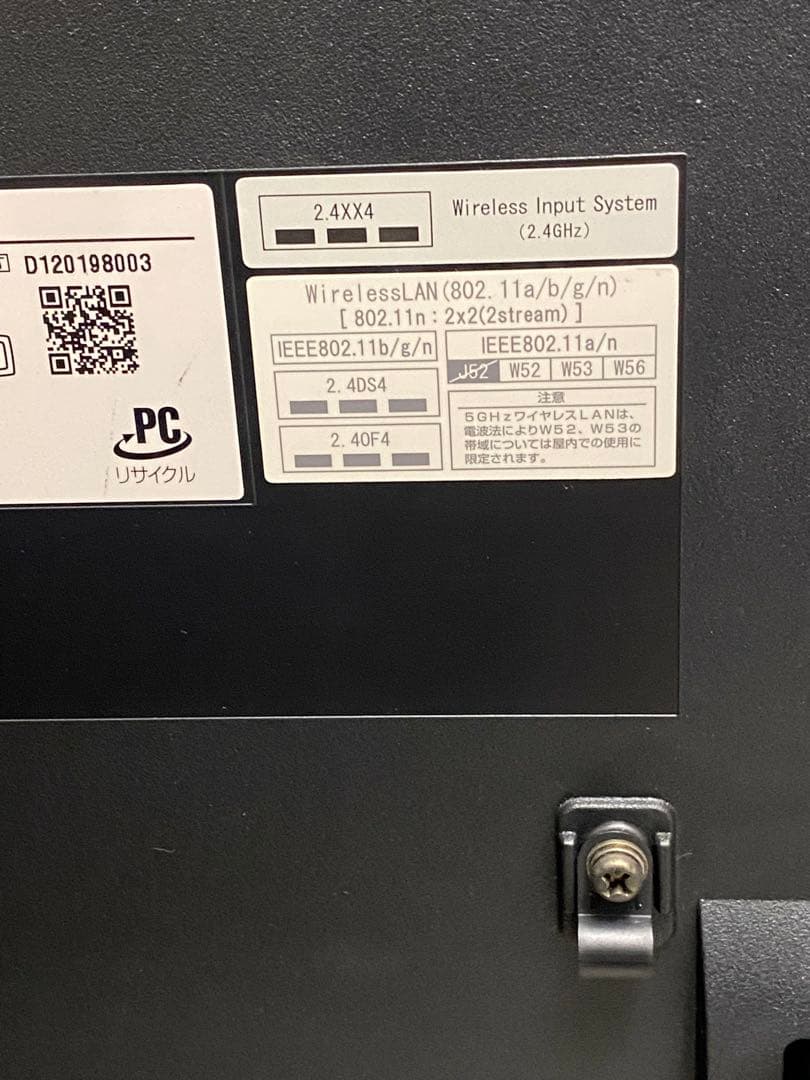 D120198003
PC
リサイクル
2.4XX4
Wireless Input System
(2.4GHz)
WirelessLAN(802.11a/b/g/n)
[ 802.11n : 2x2(2stream) ]
IEEE802.11b/g/n
IEEE802.11a/n
J52 W52 W53 W56
2.4DS4
2.4OF4
注意
5GHzワイヤレスLANは、
電波法によりW52、W53の
帯域については屋内での使用に
限定されます。